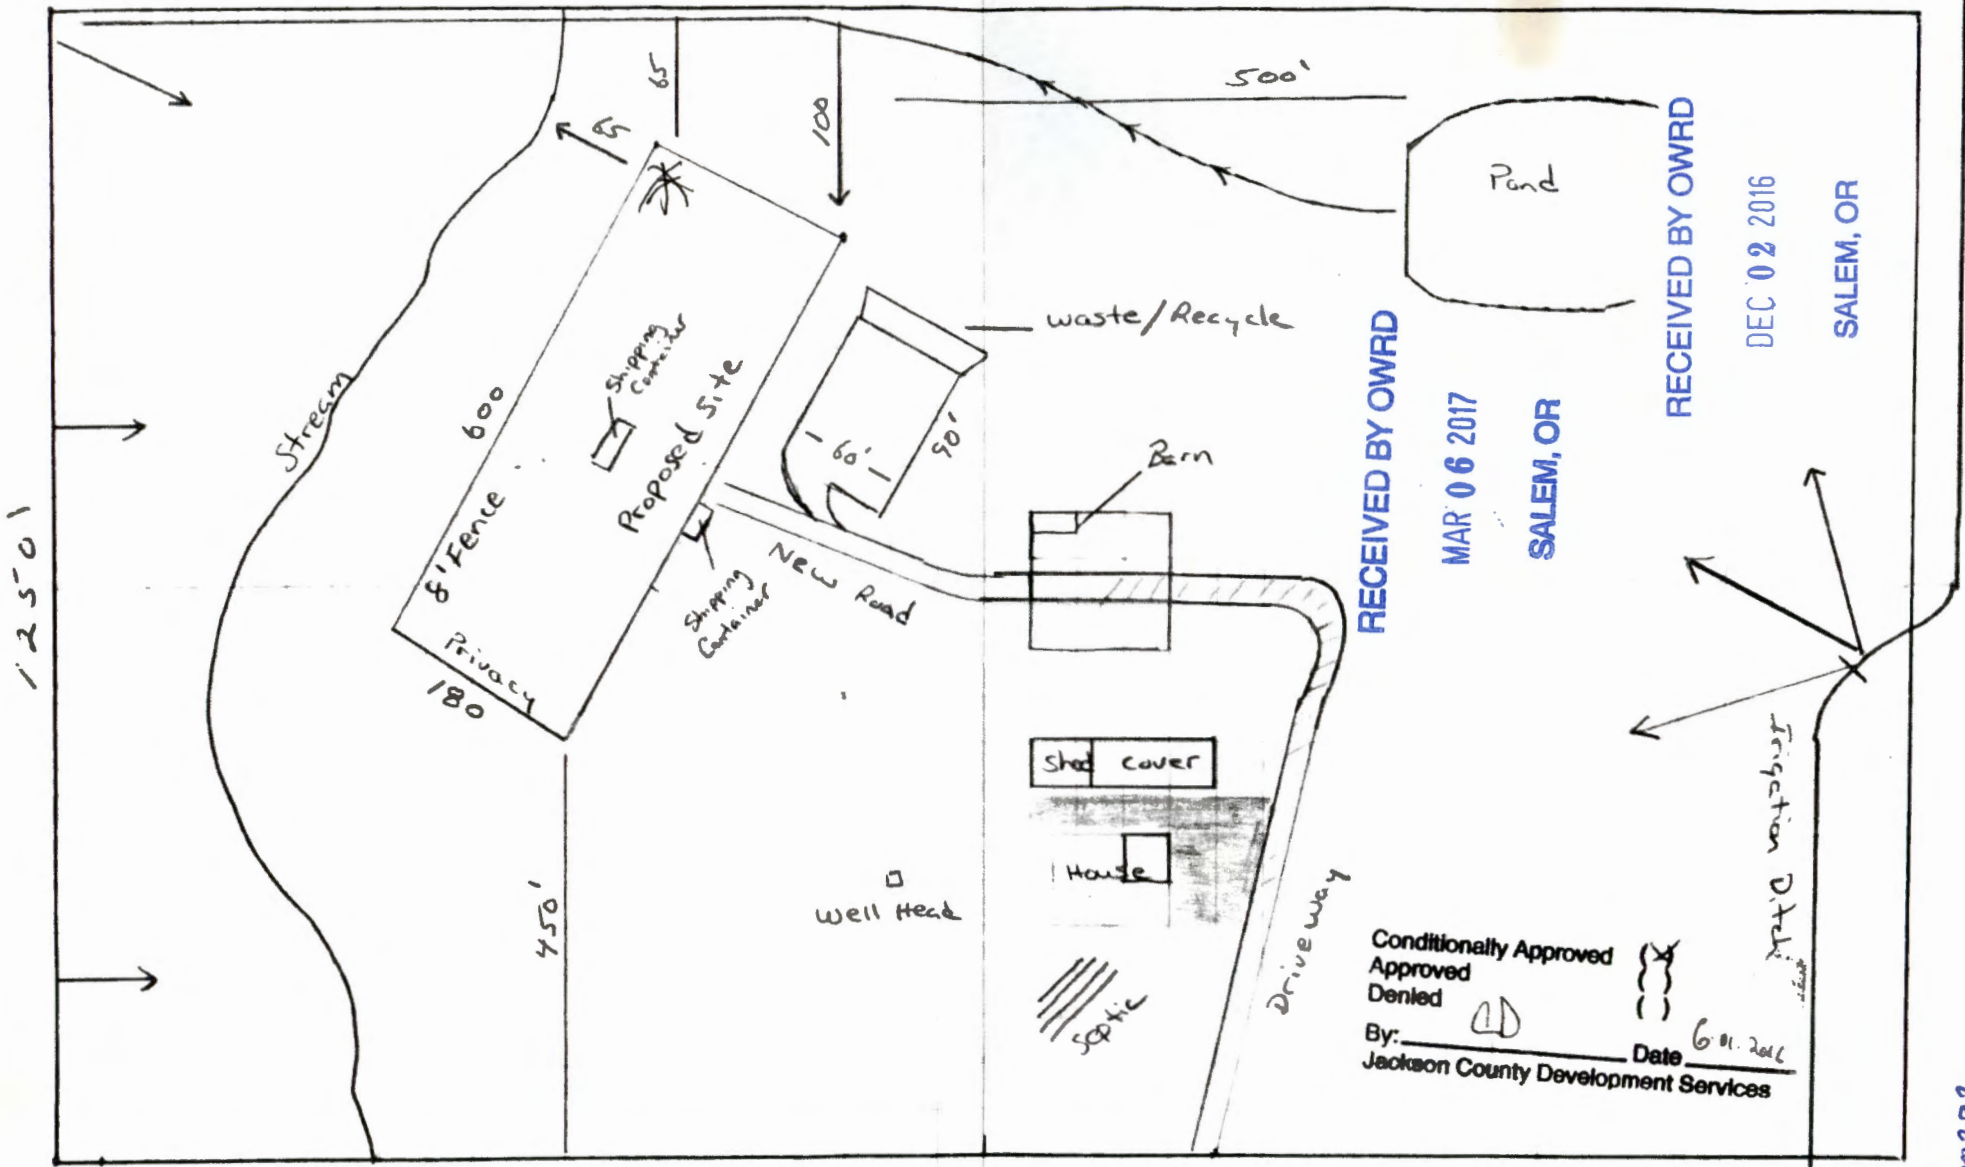 65
65
100
500'
Pond
RECEIVED BY OWRD
DEC 02 2016
SALEM, OR
waste/Recycle
Shipping
Container
Proposed Site
600
Stream
8' Fence
Privacy
180
60'
90'
Barn
RECEIVED BY OWRD
MAR 06 2017
SALEM, OR
1250'
New Road
Shipping
Container
Shed
cover
House
Well Head
450'
Septic
Driveway
Irrigation Ditch
Conditionally Approved (X)
Approved ( )
Denied ( )
By: CD Date 6.01.2016
Jackson County Development Services